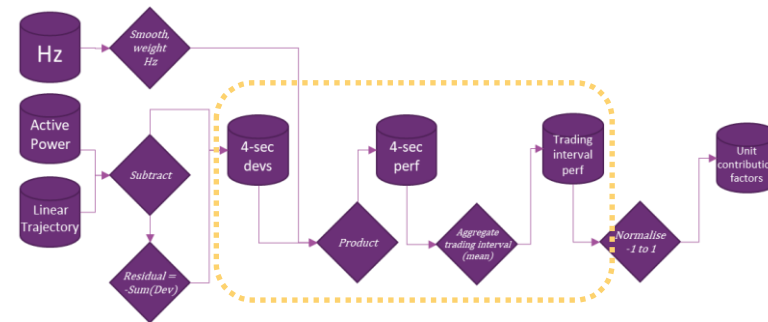 Hz
Smooth,
weight
Hz
Active
Power
Linear
Trajectory
Subtract
Residual =
-Sum(Dev)
4-sec
devs
Product
4-sec
perf
Aggregate
trading interval
(mean)
Trading
interval
perf
Normalise
-1 to 1
Unit
contribution
factors